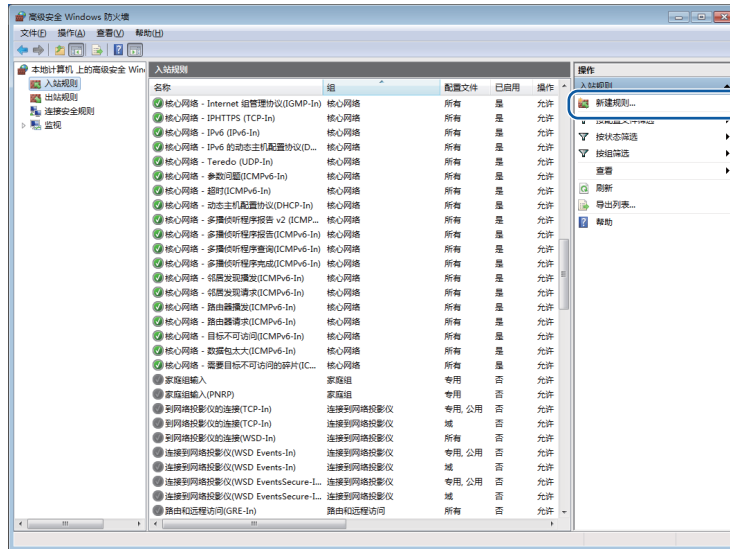 高级安全 Windows 防火墙
文件(F) 操作(A) 查看(V) 帮助(H)
本地计算机 上的高级安全 Win
入站规则
出站规则
连接安全规则
监视
入站规则
名称 组 配置文件 已启用 操作
核心网络 - Internet 组管理协议(IGMP-In) 核心网络 所有 是 允许
核心网络 - IPHTTPS (TCP-In) 核心网络 所有 是 允许
核心网络 - IPv6 (IPv6-In) 核心网络 所有 是 允许
核心网络 - IPv6 的动态主机配置协议(D... 核心网络 所有 是 允许
核心网络 - Teredo (UDP-In) 核心网络 所有 是 允许
核心网络 - 参数问题(ICMPv6-In) 核心网络 所有 是 允许
核心网络 - 超时(ICMPv6-In) 核心网络 所有 是 允许
核心网络 - 动态主机配置协议(DHCP-In) 核心网络 所有 是 允许
核心网络 - 多播侦听程序报告 v2 (ICMP... 核心网络 所有 是 允许
核心网络 - 多播侦听程序报告(ICMPv6-In) 核心网络 所有 是 允许
核心网络 - 多播侦听程序查询(ICMPv6-In) 核心网络 所有 是 允许
核心网络 - 多播侦听程序完成(ICMPv6-In) 核心网络 所有 是 允许
核心网络 - 邻居发现播发(ICMPv6-In) 核心网络 所有 是 允许
核心网络 - 邻居发现请求(ICMPv6-In) 核心网络 所有 是 允许
核心网络 - 路由器播发(ICMPv6-In) 核心网络 所有 是 允许
核心网络 - 路由器请求(ICMPv6-In) 核心网络 所有 是 允许
核心网络 - 目标不可访问(ICMPv6-In) 核心网络 所有 是 允许
核心网络 - 数据包太大(ICMPv6-In) 核心网络 所有 是 允许
核心网络 - 需要目标不可访问的碎片(IC... 核心网络 所有 是 允许
家庭组输入 家庭组 专用 否 允许
家庭组输入(PNRP) 家庭组 专用 否 允许
到网络投影仪的连接(TCP-In) 连接到网络投影仪 专用, 公用 否 允许
到网络投影仪的连接(TCP-In) 连接到网络投影仪 域 否 允许
到网络投影仪的连接(WSD-In) 连接到网络投影仪 所有 否 允许
连接到网络投影仪(WSD Events-In) 连接到网络投影仪 专用, 公用 否 允许
连接到网络投影仪(WSD Events-In) 连接到网络投影仪 域 否 允许
连接到网络投影仪(WSD EventsSecure-I... 连接到网络投影仪 专用, 公用 否 允许
连接到网络投影仪(WSD EventsSecure-I... 连接到网络投影仪 域 否 允许
路由和远程访问(GRE-In) 路由和远程访问 所有 否 允许
操作
入站规则
新建规则...
按配置文件筛选
按状态筛选
按组筛选
查看
刷新
导出列表...
帮助